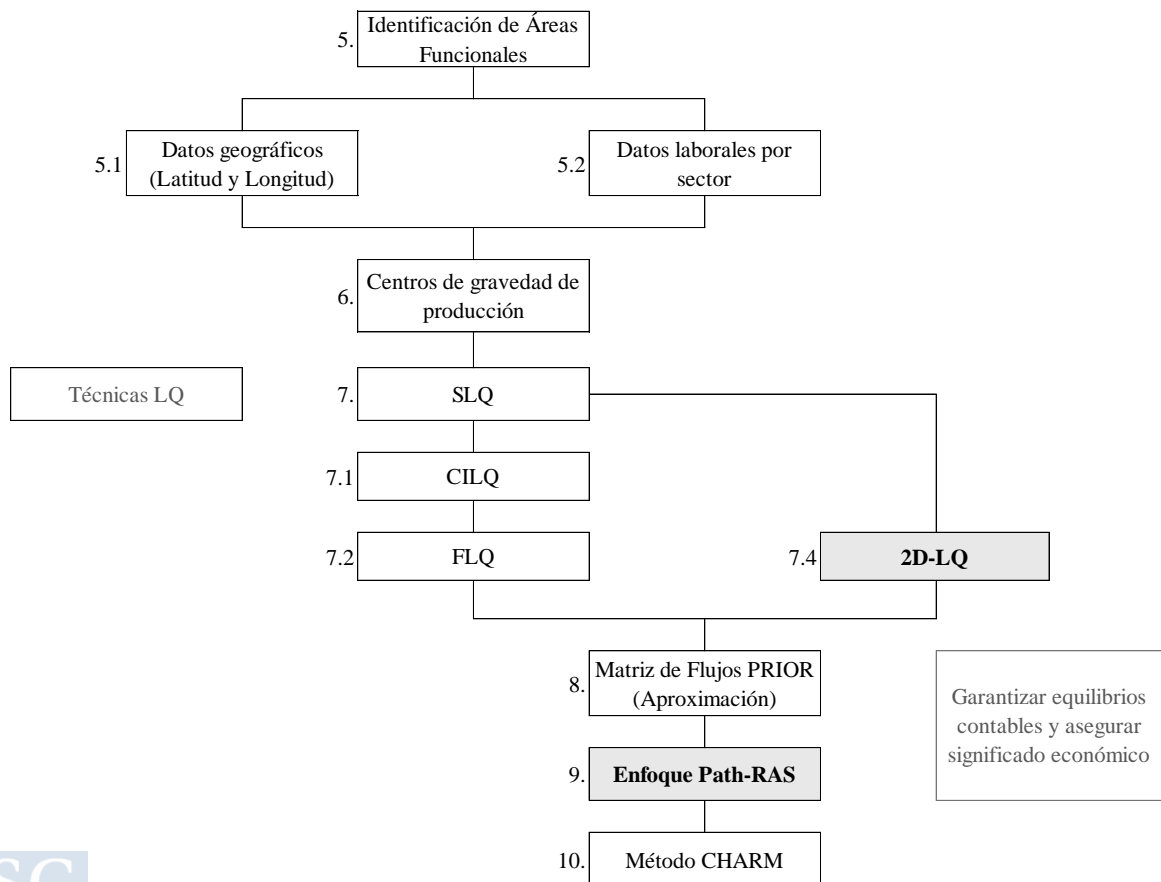 5.
Identificación de Áreas
Funcionales
5.1
Datos geográficos
(Latitud y Longitud)
5.2
Datos laborales por
sector
6.
Centros de gravedad de
producción
Técnicas LQ
7.
SLQ
7.1
CILQ
7.2
FLQ
7.4
2D-LQ
8.
Matriz de Flujos PRIOR
(Aproximación)
Garantizar equilibrios
contables y asegurar
significado económico
9.
Enfoque Path-RAS
10.
Método CHARM